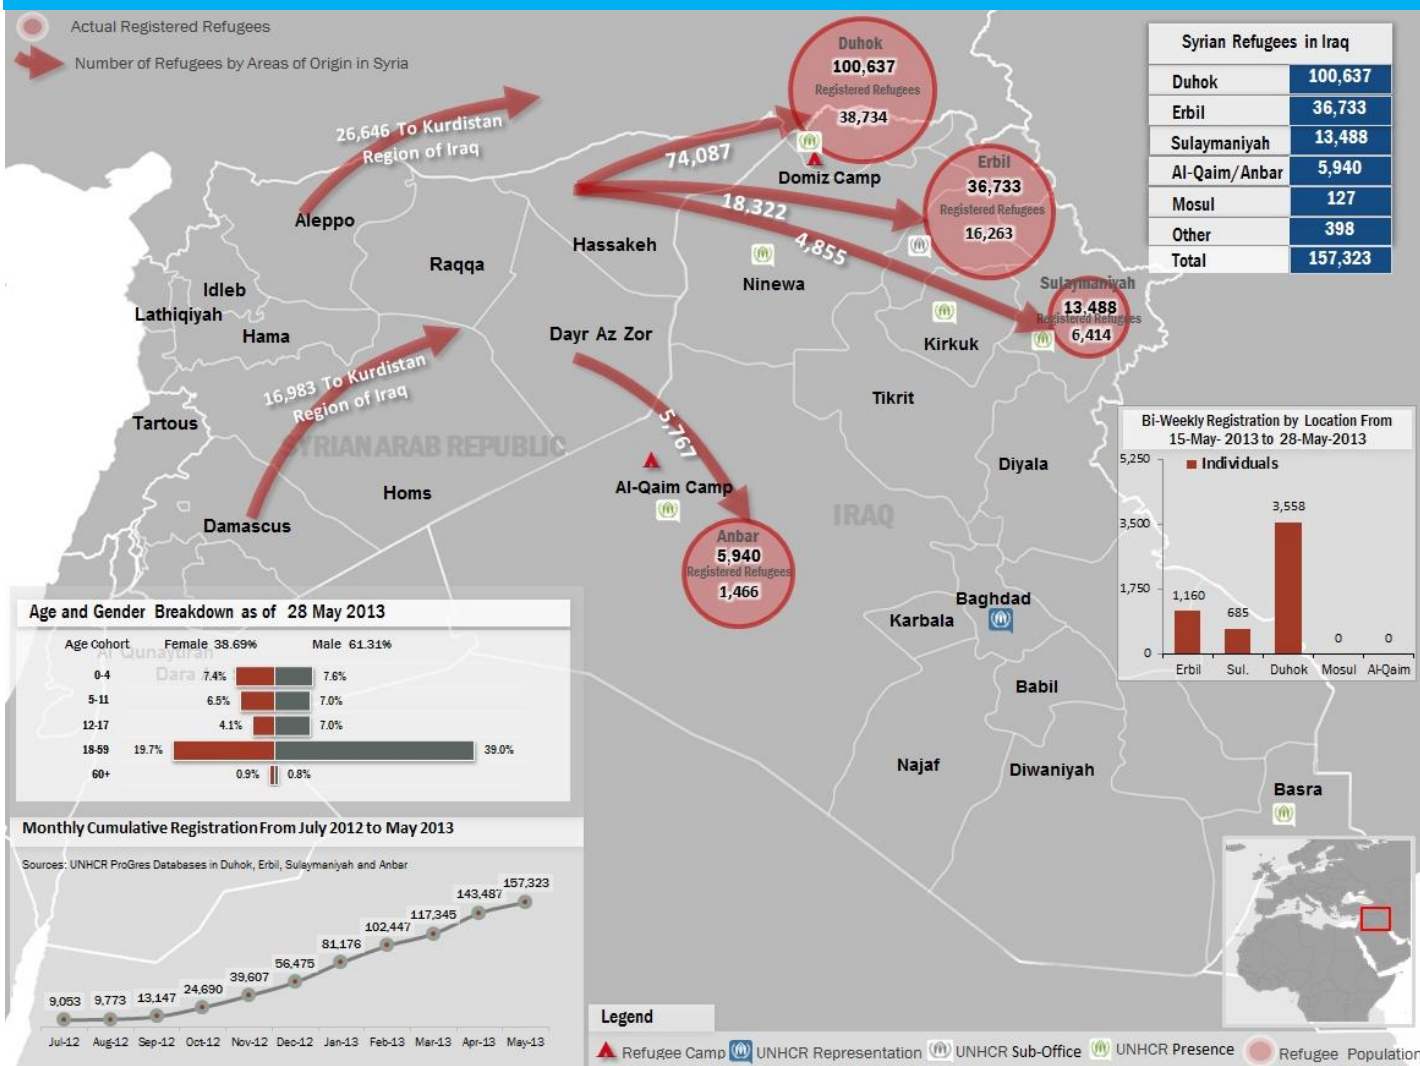 Actual Registered Refugees
Number of Refugees by Areas of Origin in Syria
26,646 To Kurdistan
Region of Iraq
74,087
18,322
4,855
Duhok
100,637
Registered Refugees
38,734
Domiz Camp
Erbil
36,733
Registered Refugees
16,263
Sulaymaniyah
13,488
Registered Refugees
6,414
Syrian Refugees in Iraq
Duhok 100,637
Erbil 36,733
Sulaymaniyah 13,488
Al-Qaim/Anbar 5,940
Mosul 127
Other 398
Total 157,323
Aleppo
Raqqa
Hassakeh
Ninewa
Idleb
Lathiqiyah
Hama
Dayr Az Zor
Kirkuk
16,983 To Kurdistan
Region of Iraq
Tartous
SYRIAN ARAB REPUBLIC
Homs
Damascus
5,767
Al-Qaim Camp
Anbar
5,940
Registered Refugees
1,466
Tikrit
Diyala
IRAQ
Baghdad
Karbala
Babil
Najaf
Diwaniyah
Basra
Bi-Weekly Registration by Location From
15-May- 2013 to 28-May-2013
Individuals
5,250
3,500
1,750
0
1,160
685
3,558
0
0
Erbil Sul. Duhok Mosul Al-Qaim
Age and Gender Breakdown as of 28 May 2013
Age Cohort Female 38.69% Male 61.31%
Al Qunaytirah
Dara
0-4 7.4% 7.6%
5-11 6.5% 7.0%
12-17 4.1% 7.0%
18-59 19.7% 39.0%
60+ 0.9% 0.8%
Monthly Cumulative Registration From July 2012 to May 2013
Sources: UNHCR ProGres Databases in Duhok, Erbil, Sulaymaniyah and Anbar
9,053 9,773 13,147 24,690 39,607 56,475 81,176 102,447 117,345 143,487 157,323
Jul-12 Aug-12 Sep-12 Oct-12 Nov-12 Dec-12 Jan-13 Feb-13 Mar-13 Apr-13 May-13
Legend
Refugee Camp UNHCR Representation UNHCR Sub-Office UNHCR Presence Refugee Population